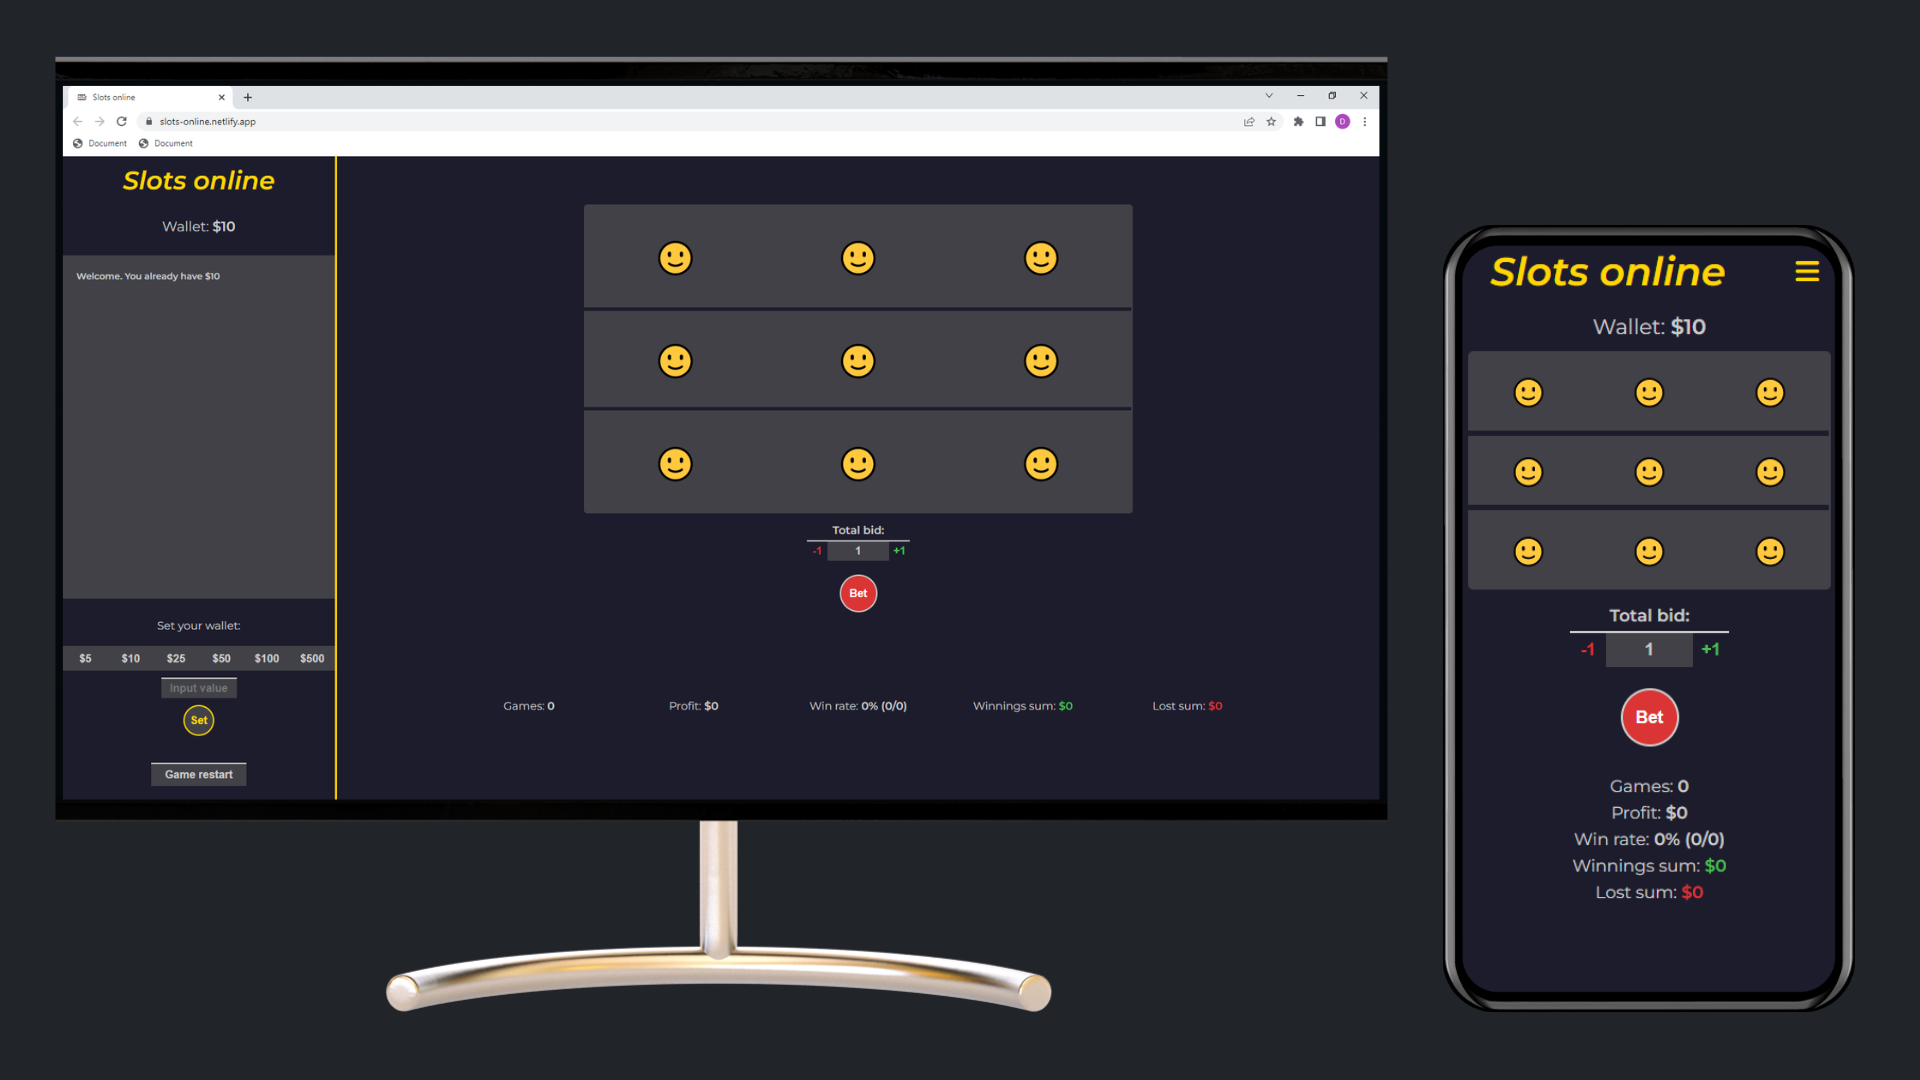 Slots online
slots-online.netlify.app
Document Document
Slots online
Wallet: $10
Welcome. You already have $10
Set your wallet:
$5 $10 $25 $50 $100 $500
Input value
Set
Game restart
Total bid:
-1 1 +1
Bet
Games: 0 Profit: $0 Win rate: 0% (0/0) Winnings sum: $0 Lost sum: $0
D
Slots online
Wallet: $10
Total bid:
-1 1 +1
Bet
Games: 0
Profit: $0
Win rate: 0% (0/0)
Winnings sum: $0
Lost sum: $0